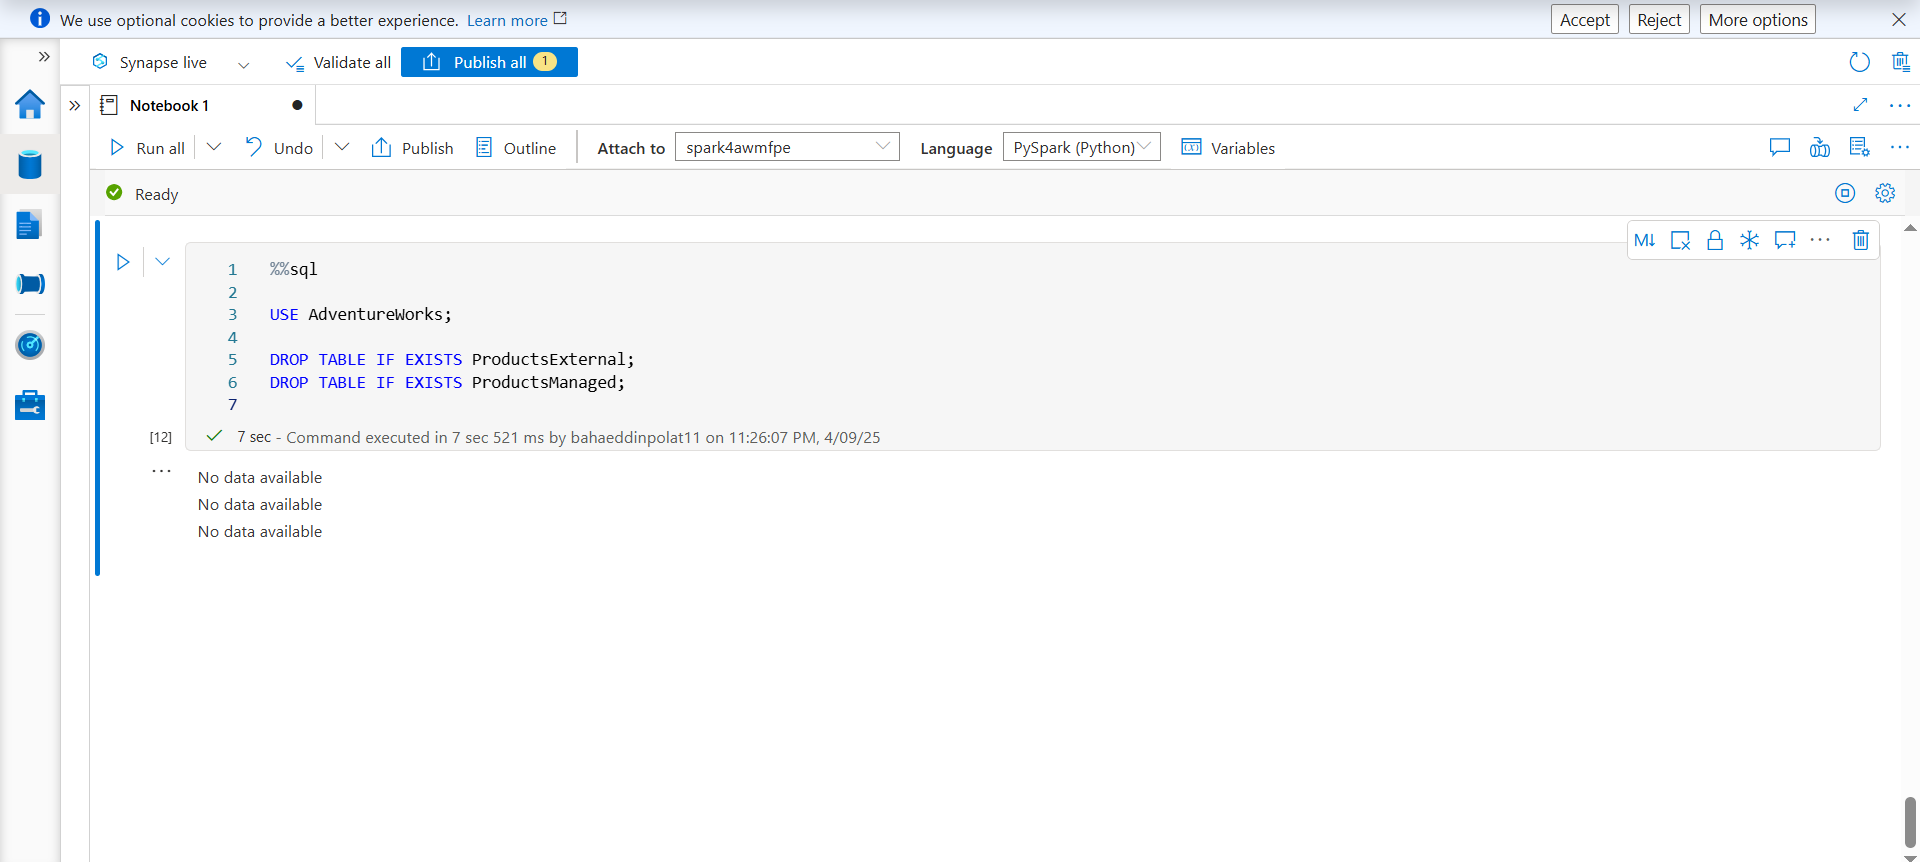 We use optional cookies to provide a better experience. Learn more
Accept
Reject
More options
Synapse live
Validate all
Publish all 1
Notebook 1
Run all
Undo
Publish
Outline
Attach to
spark4awmfpe
Language
PySpark (Python)
Variables
Ready
M↓
1 %%sql
2
3 USE AdventureWorks;
4
5 DROP TABLE IF EXISTS ProductsExternal;
6 DROP TABLE IF EXISTS ProductsManaged;
7
[12] 7 sec - Command executed in 7 sec 521 ms by bahaeddinpolat11 on 11:26:07 PM, 4/09/25
No data available
No data available
No data available